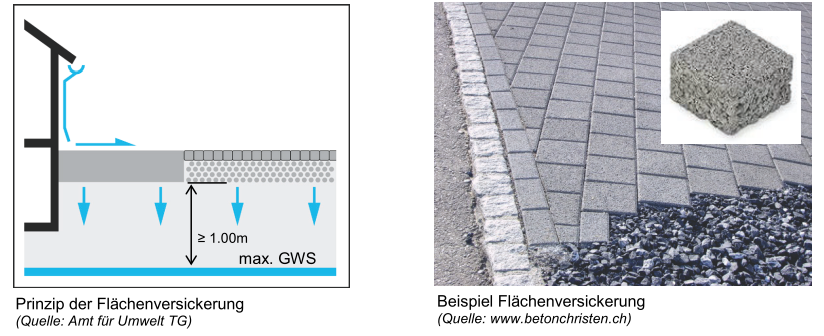 ≥ 1.00m
max. GWS
Prinzip der Flächenversickerung
(Quelle: Amt für Umwelt TG)
Beispiel Flächenversickerung
(Quelle: www.betonchristen.ch)